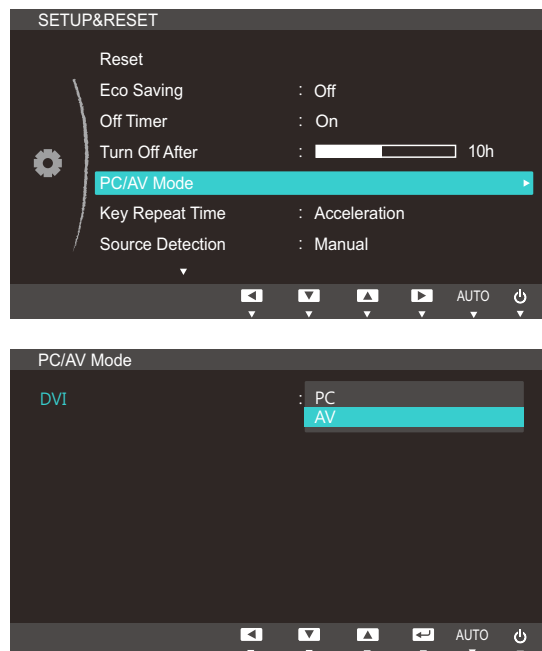 SETUP&RESET
Reset
Eco Saving : Off
Off Timer : On
Turn Off After : 10h
PC/AV Mode
Key Repeat Time : Acceleration
Source Detection : Manual
AUTO
PC/AV Mode
DVI : PC
AV
AUTO